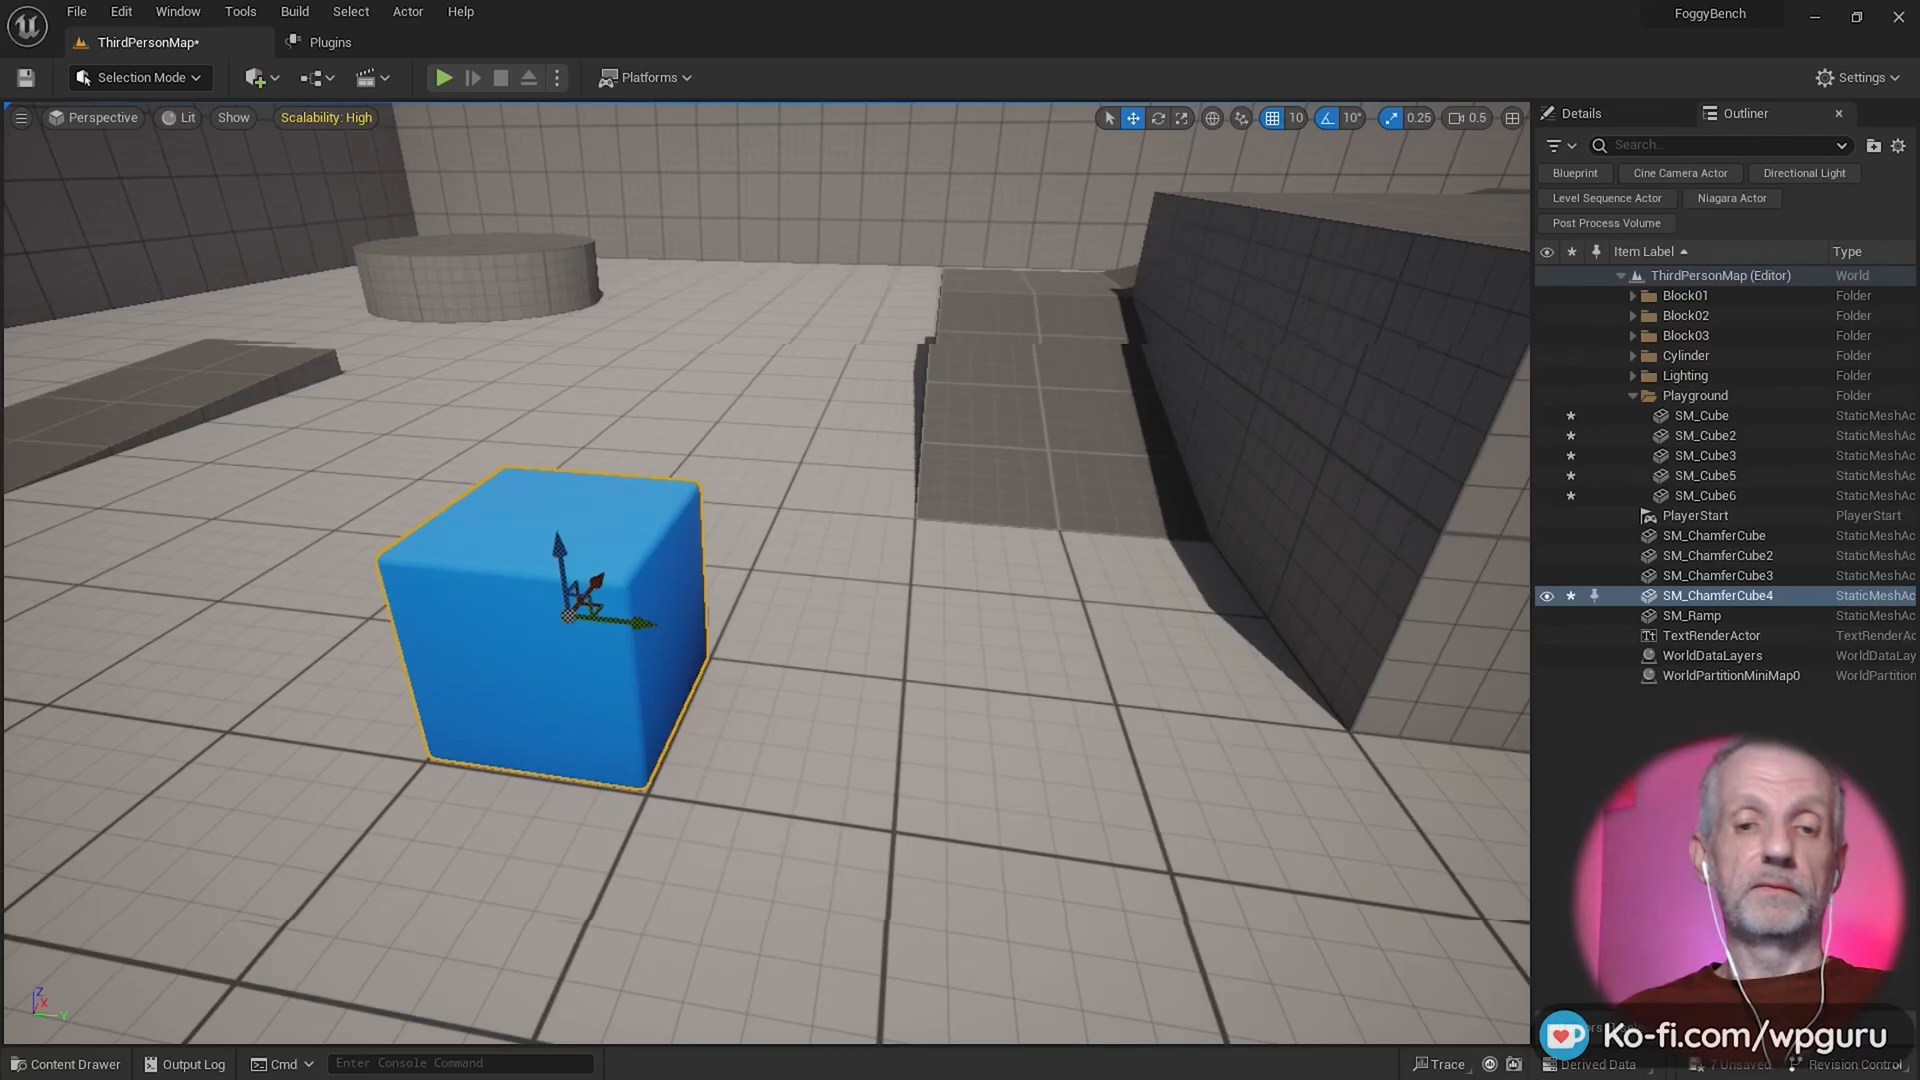 File Edit Window Tools Build Select Actor Help
FoggyBench
ThirdPersonMap*
Plugins
Selection Mode
Platforms
Settings
Perspective
Lit
Show
Scalability: High
10
10°
0.25
0.5
Details
Outliner
Search...
Blueprint
Cine Camera Actor
Directional Light
Level Sequence Actor
Niagara Actor
Post Process Volume
Item Label
Type
ThirdPersonMap (Editor) World
Block01 Folder
Block02 Folder
Block03 Folder
Cylinder Folder
Lighting Folder
Playground Folder
SM_Cube StaticMeshAc
SM_Cube2 StaticMeshAc
SM_Cube3 StaticMeshAc
SM_Cube5 StaticMeshAc
SM_Cube6 StaticMeshAc
PlayerStart PlayerStart
SM_ChamferCube StaticMeshAc
SM_ChamferCube2 StaticMeshAc
SM_ChamferCube3 StaticMeshAc
SM_ChamferCube4 StaticMeshAc
SM_Ramp StaticMeshAc
TextRenderActor TextRenderAc
WorldDataLayers WorldDataLay
WorldPartitionMiniMap0 WorldPartition
Z
X
Y
Ko-fi.com/wpguru
Content Drawer
Output Log
Cmd
Enter Console Command
Trace
Derived Data
7 Unsaved
Revision Control